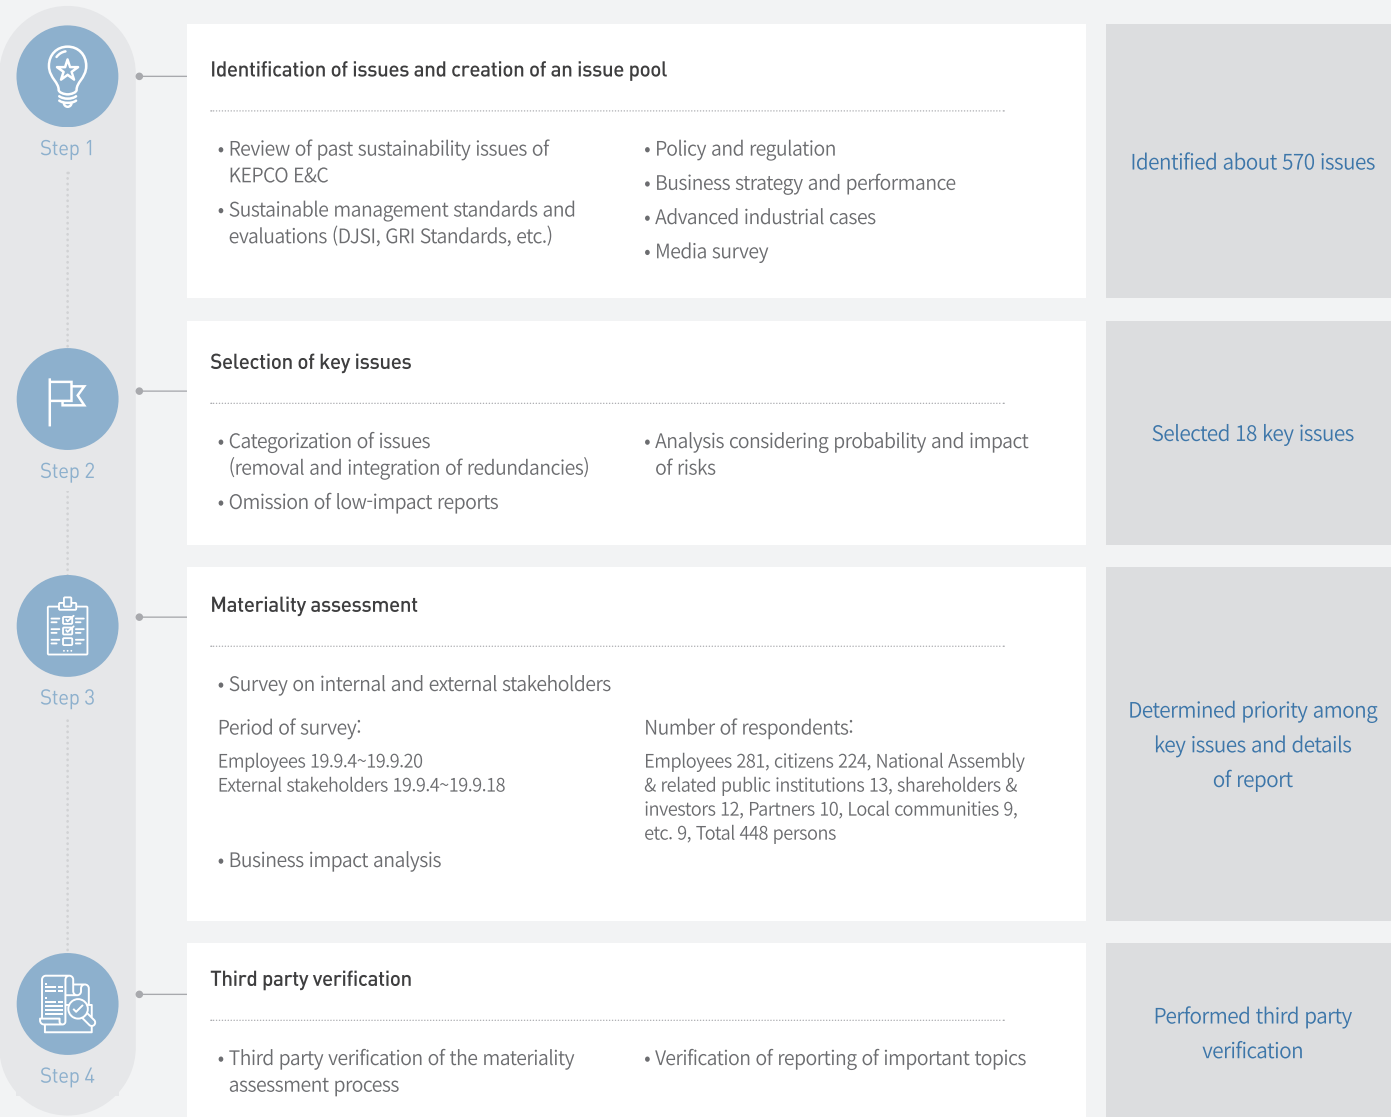 Step 1
Identification of issues and creation of an issue pool
• Review of past sustainability issues of
KEPCO E&C
• Sustainable management standards and
evaluations (DJSI, GRI Standards, etc.)
• Policy and regulation
• Business strategy and performance
• Advanced industrial cases
• Media survey
Identified about 570 issues
Step 2
Selection of key issues
• Categorization of issues
(removal and integration of redundancies)
• Omission of low-impact reports
• Analysis considering probability and impact
of risks
Selected 18 key issues
Step 3
Materiality assessment
• Survey on internal and external stakeholders
Period of survey:
Employees 19.9.4~19.9.20
External stakeholders 19.9.4~19.9.18
Number of respondents:
Employees 281, citizens 224, National Assembly
& related public institutions 13, shareholders &
investors 12, Partners 10, Local communities 9,
etc. 9, Total 448 persons
• Business impact analysis
Determined priority among
key issues and details
of report
Step 4
Third party verification
• Third party verification of the materiality
assessment process
• Verification of reporting of important topics
Performed third party
verification